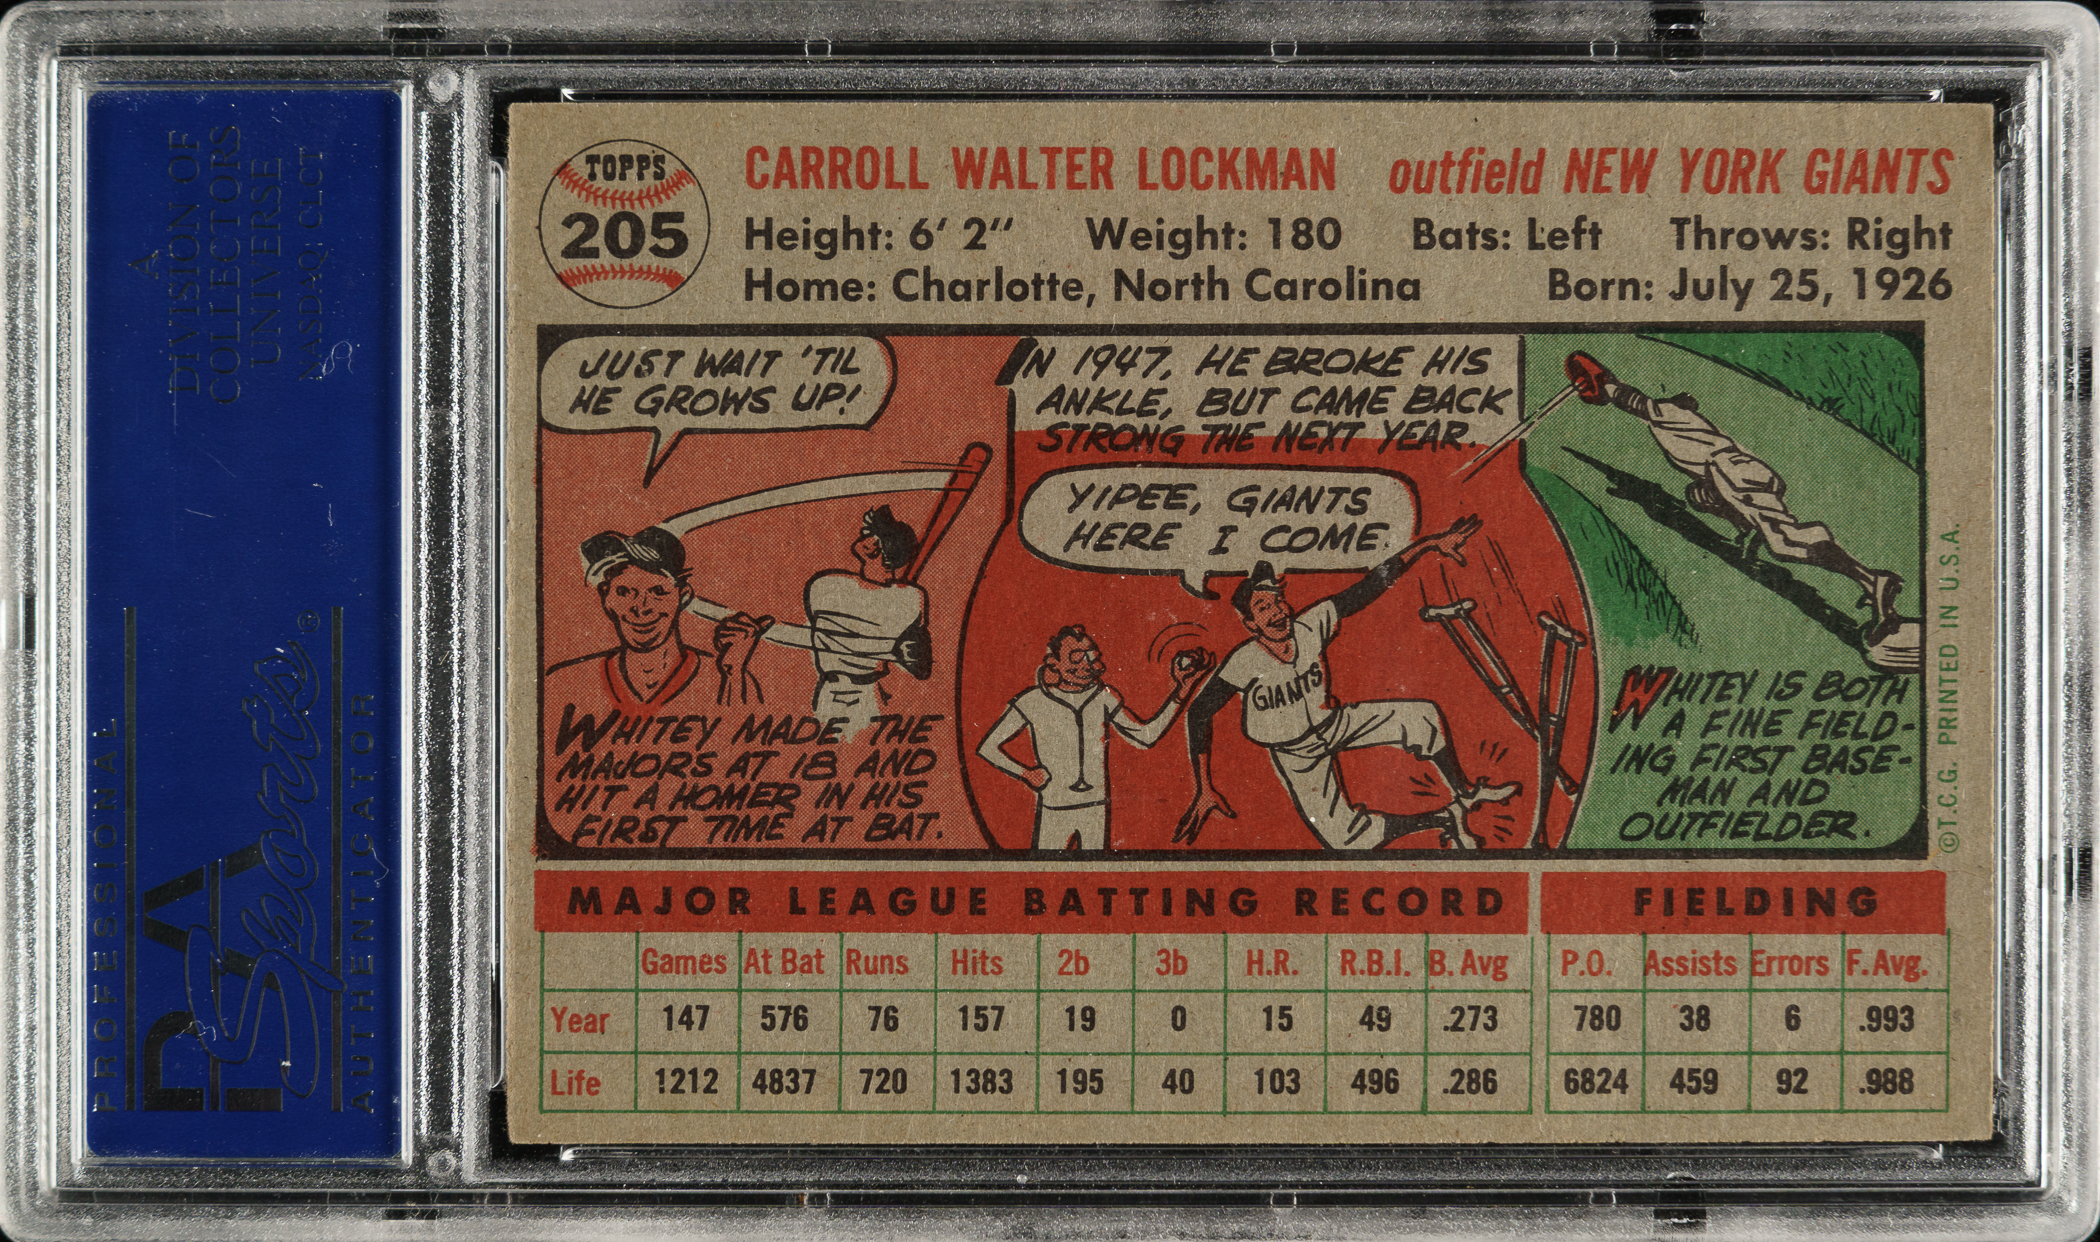 A
DIVISION OF
COLLECTORS
UNIVERSE
NASDAQ: CLCT
PROFESSIONAL
PSA
Sports®
AUTHENTICATOR
TOPPS
205
CARROLL WALTER LOCKMAN outfield NEW YORK GIANTS
Height: 6' 2" Weight: 180 Bats: Left Throws: Right
Home: Charlotte, North Carolina Born: July 25, 1926
JUST WAIT 'TIL
HE GROWS UP!
WHITEY MADE THE
MAJORS AT 18 AND
HIT A HOMER IN HIS
FIRST TIME AT BAT.
IN 1947, HE BROKE HIS
ANKLE, BUT CAME BACK
STRONG THE NEXT YEAR.
YIPEE, GIANTS
HERE I COME.
GIANTS
WHITEY IS BOTH
A FINE FIELD-
ING FIRST BASE-
MAN AND
OUTFIELDER.
©T.C.G. PRINTED IN U.S.A.
MAJOR LEAGUE BATTING RECORD FIELDING
Games At Bat Runs Hits 2b 3b H.R. R.B.I. B. Avg P.O. Assists Errors F.Avg.
Year 147 576 76 157 19 0 15 49 .273 780 38 6 .993
Life 1212 4837 720 1383 195 40 103 496 .286 6824 459 92 .988